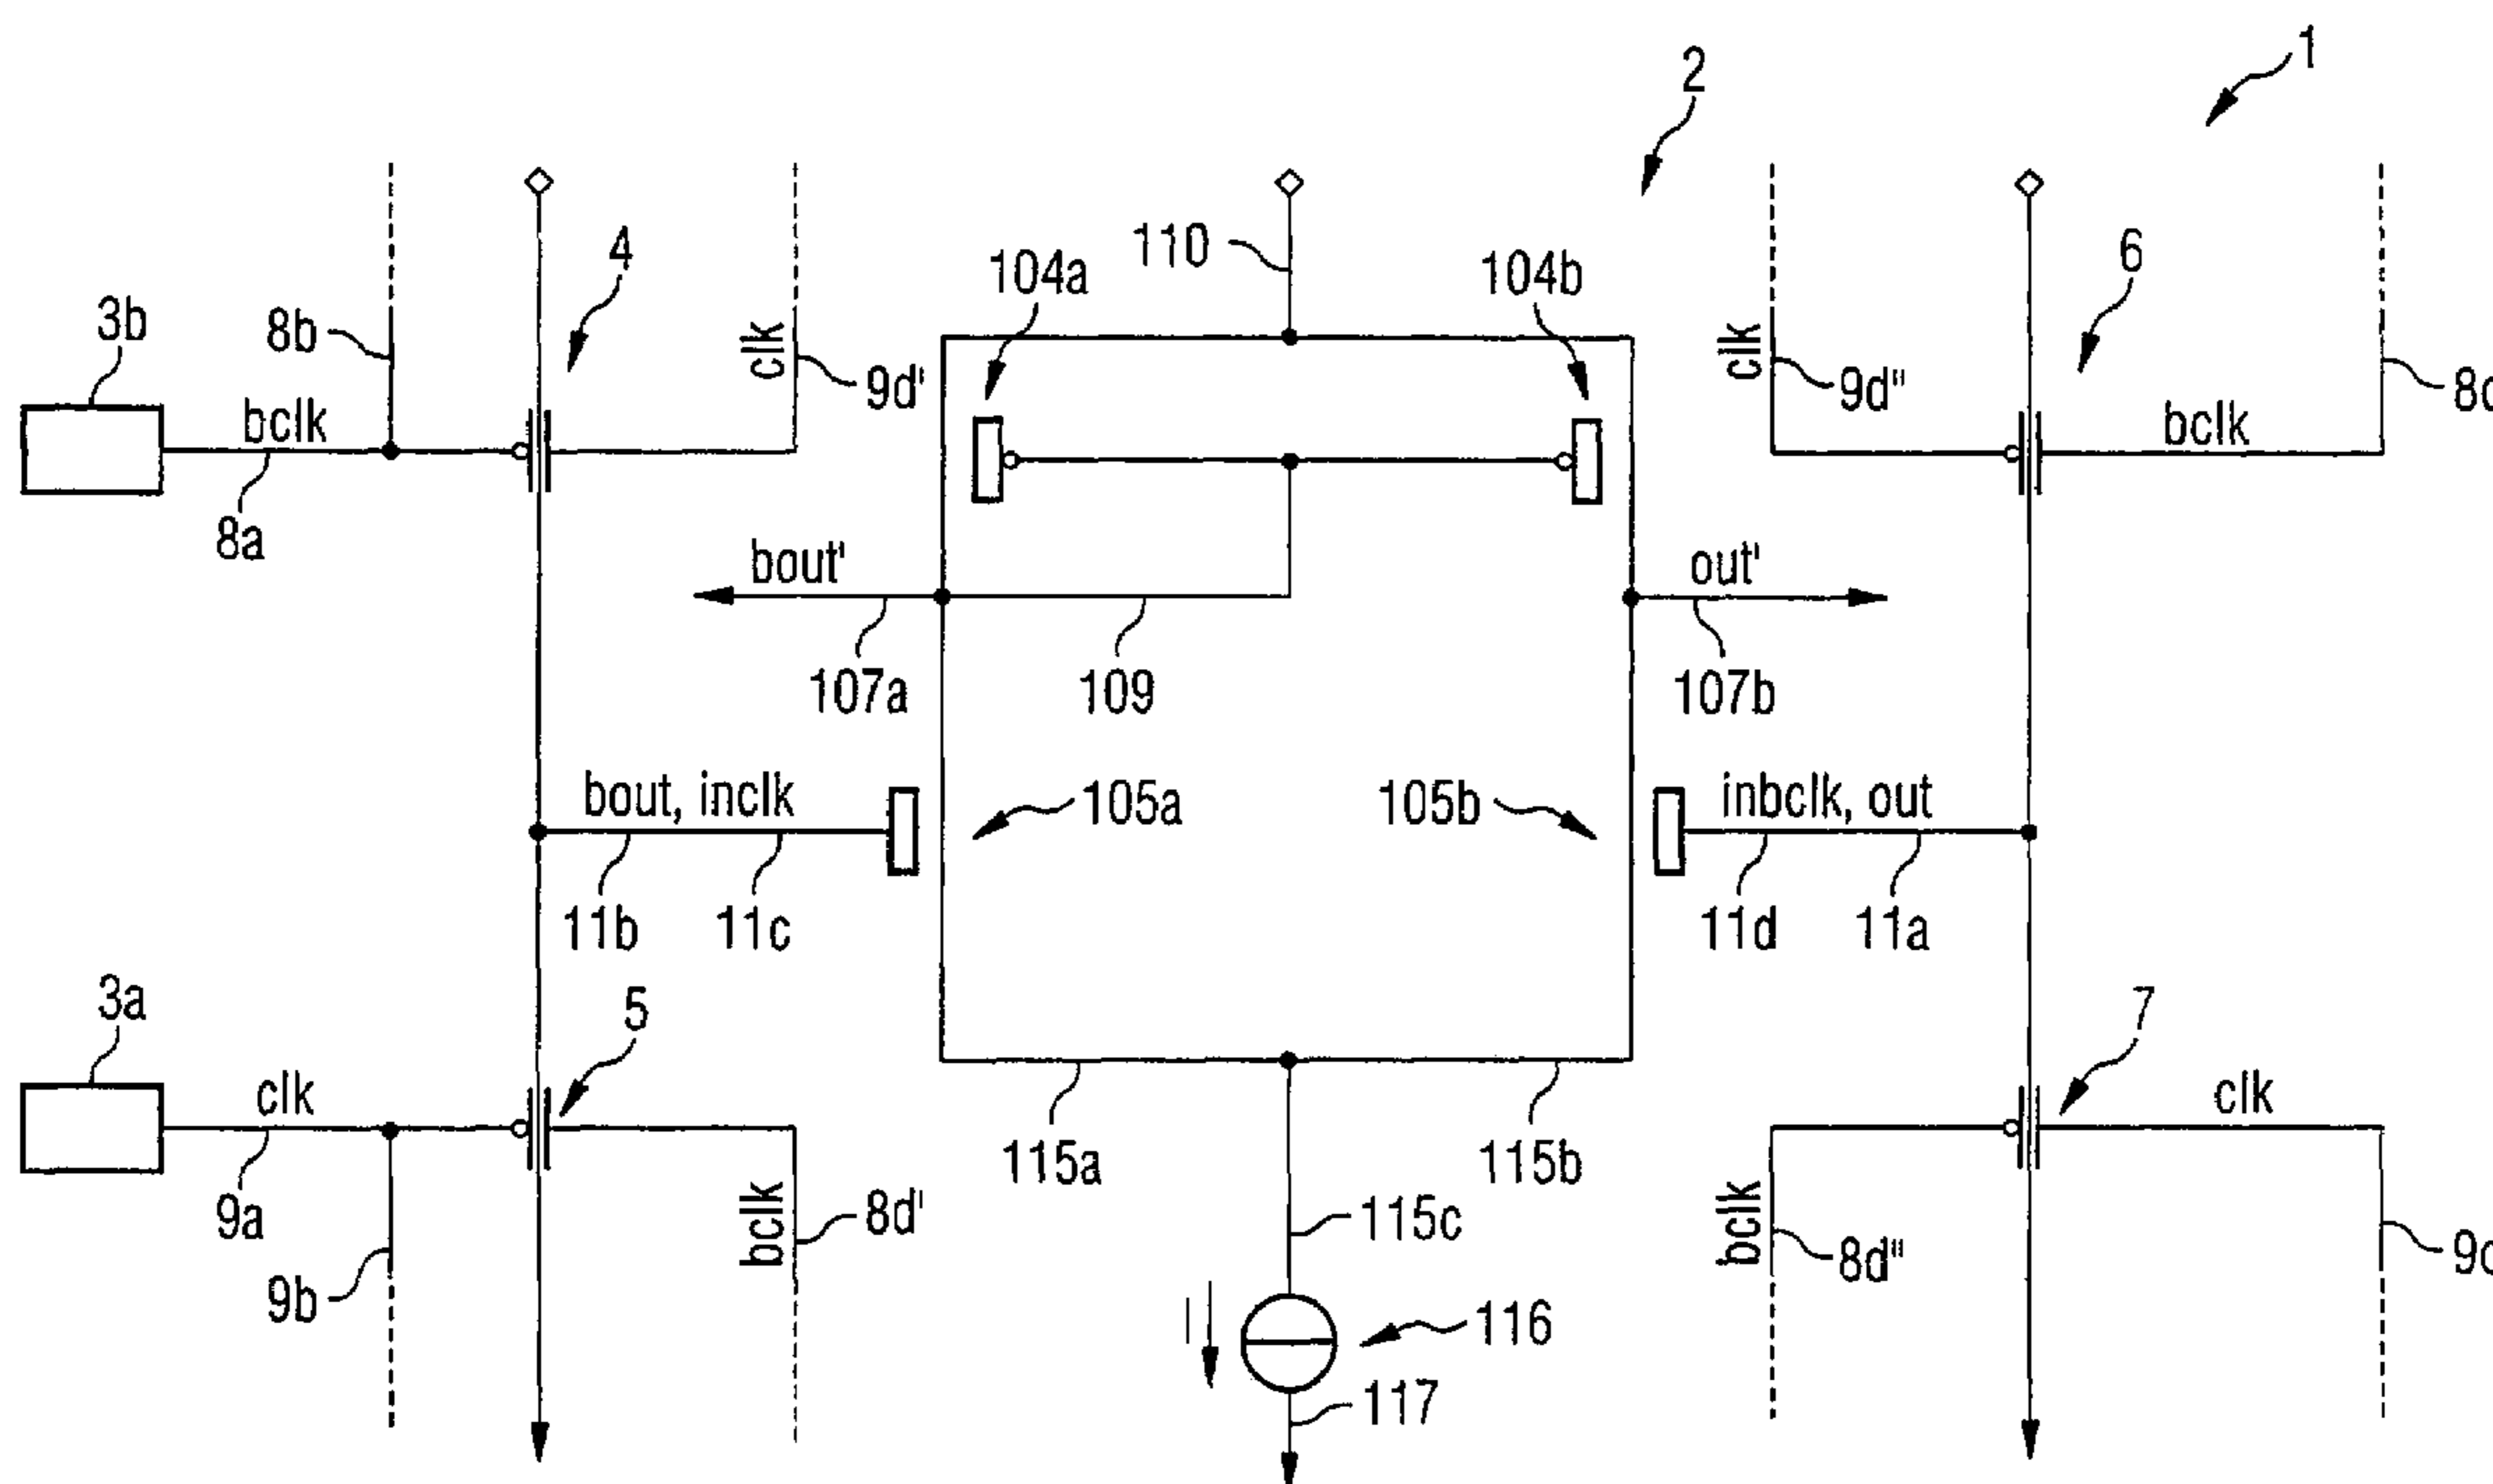 1
2
4
110
6
104a
104b
3b
8b
clk
clk
9d'
9d"
bclk
bclk
8a
bout'
out'
107a
109
107b
bout, inclk
105a
105b
inbclk, out
11b
11c
11d
11a
3a
5
7
clk
clk
115a
115b
9a
bclk
8d'
115c
bclk
8d"
9b
116
I
117